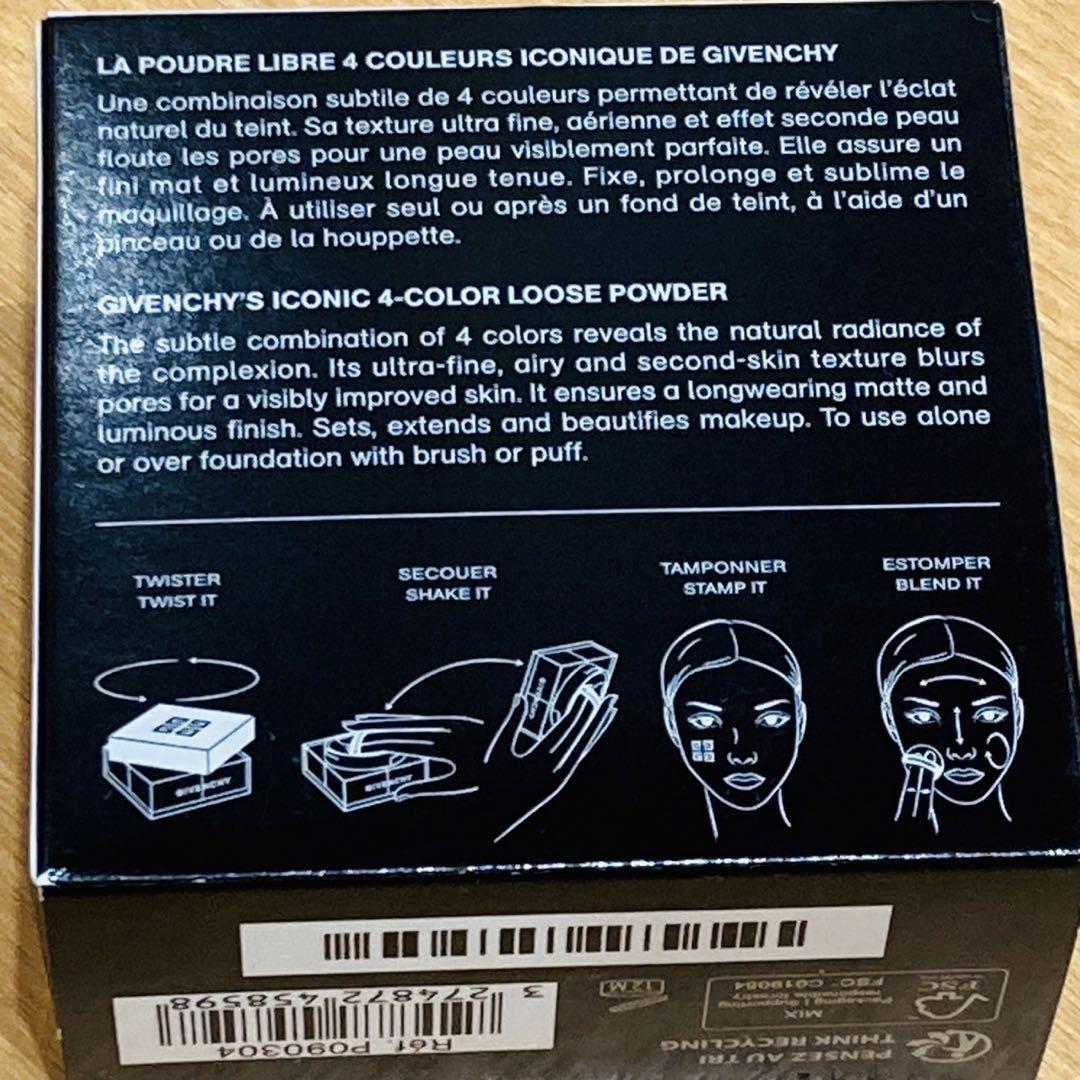 LA POUDRE LIBRE 4 COULEURS ICONIQUE DE GIVENCHY
Une combinaison subtile de 4 couleurs permettant de révéler l'éclat
naturel du teint. Sa texture ultra fine, aérienne et effet seconde peau
floute les pores pour une peau visiblement parfaite. Elle assure un
fini mat et lumineux longue tenue. Fixe, prolonge et sublime le
maquillage. À utiliser seul ou après un fond de teint, à l'aide d'un
pinceau ou de la houppette.
GIVENCHY'S ICONIC 4-COLOR LOOSE POWDER
The subtle combination of 4 colors reveals the natural radiance of
the complexion. Its ultra-fine, airy and second-skin texture blurs
pores for a visibly improved skin. It ensures a longwearing matte and
luminous finish. Sets, extends and beautifies makeup. To use alone
or over foundation with brush or puff.
TWISTER
TWIST IT
SECOUER
SHAKE IT
TAMPONNER
STAMP IT
ESTOMPER
BLEND IT
GIVENCHY
GIVENCHY
PENSEZ AU TRI
THINK RECYCLING
FSC
MIX
Packaging | Supporting
responsible forestry
FSC® C019084
12M
Réf. P090304
3 274872 458598